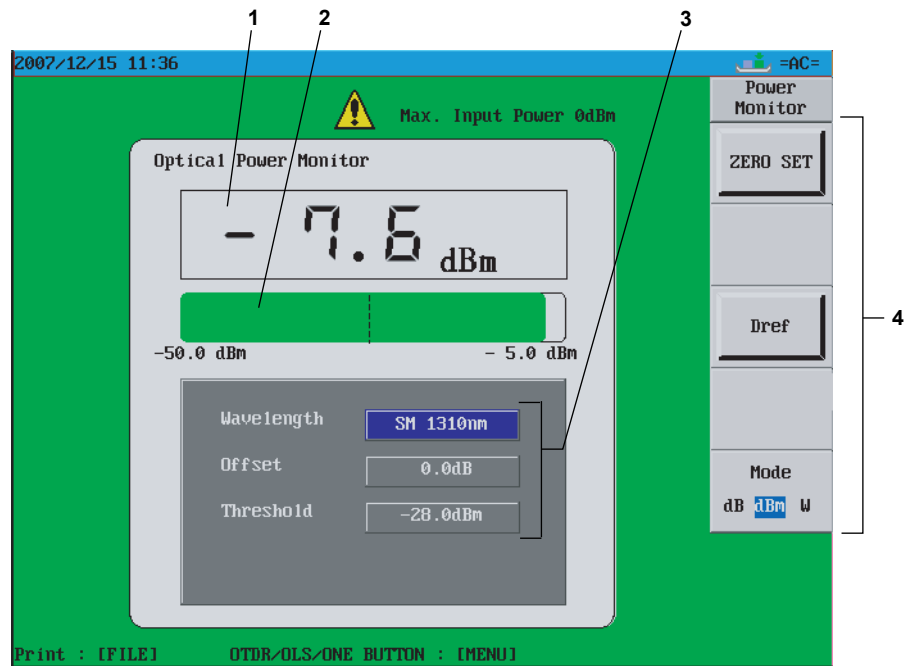 1 2 3
2007/12/15 11:36 =AC=
Power
Monitor
Max. Input Power 0dBm
4
Optical Power Monitor
ZERO SET
- 7.6 dBm
Dref
-50.0 dBm - 5.0 dBm
Wavelength SM 1310nm
Offset 0.0dB
Threshold -28.0dBm
Mode
dB dBm W
Print : [FILE] OTDR/OLS/ONE BUTTON : [MENU]